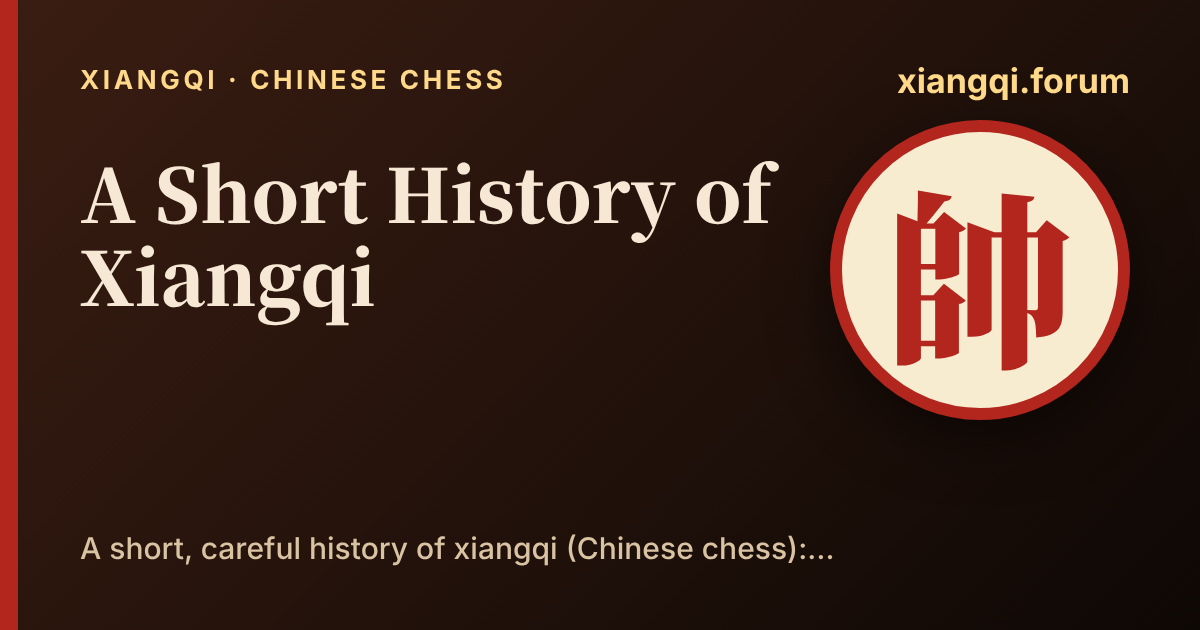 XIANGQI · CHINESE CHESS
xiangqi.forum
A Short History of
Xiangqi
帥
A short, careful history of xiangqi (Chinese chess):...